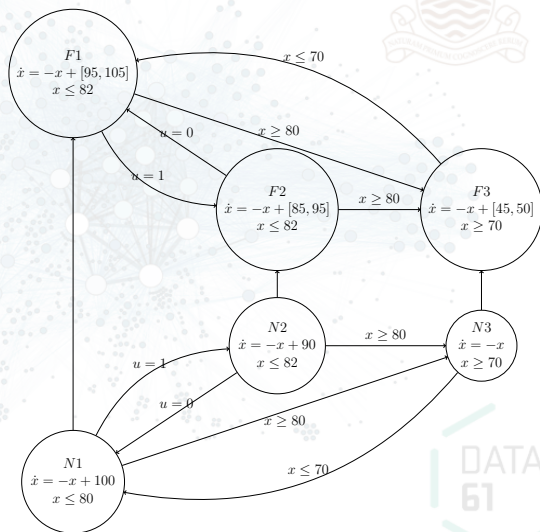 F1
ẋ = −x + [95, 105]
x ≤ 82
x ≤ 70
u = 0
x ≥ 80
u = 1
F2
ẋ = −x + [85, 95]
x ≤ 82
x ≥ 80
F3
ẋ = −x + [45, 50]
x ≥ 70
N2
ẋ = −x + 90
x ≤ 82
x ≥ 80
N3
ẋ = −x
x ≥ 70
u = 1
u = 0
x ≥ 80
N1
ẋ = −x + 100
x ≤ 80
x ≤ 70
DATA
61